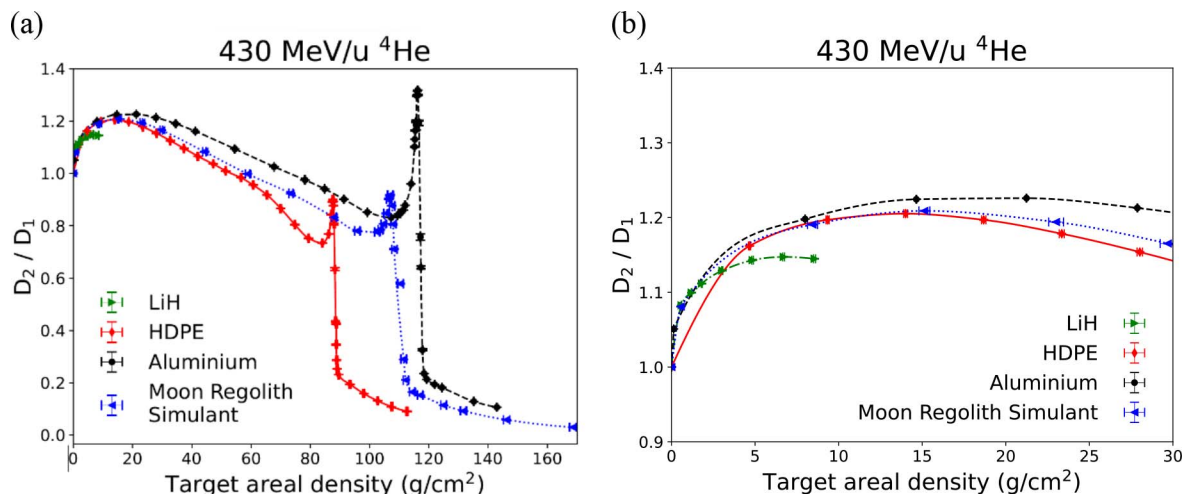 (a)
430 MeV/u ⁴He
D₂ / D₁
1.4
1.2
1.0
0.8
0.6
0.4
0.2
0.0
LiH
HDPE
Aluminium
Moon Regolith
Simulant
0 20 40 60 80 100 120 140 160
Target areal density (g/cm²)
(b)
430 MeV/u ⁴He
D₂ / D₁
1.4
1.3
1.2
1.1
1.0
0.9
LiH
HDPE
Aluminium
Moon Regolith Simulant
0 5 10 15 20 25 30
Target areal density (g/cm²)